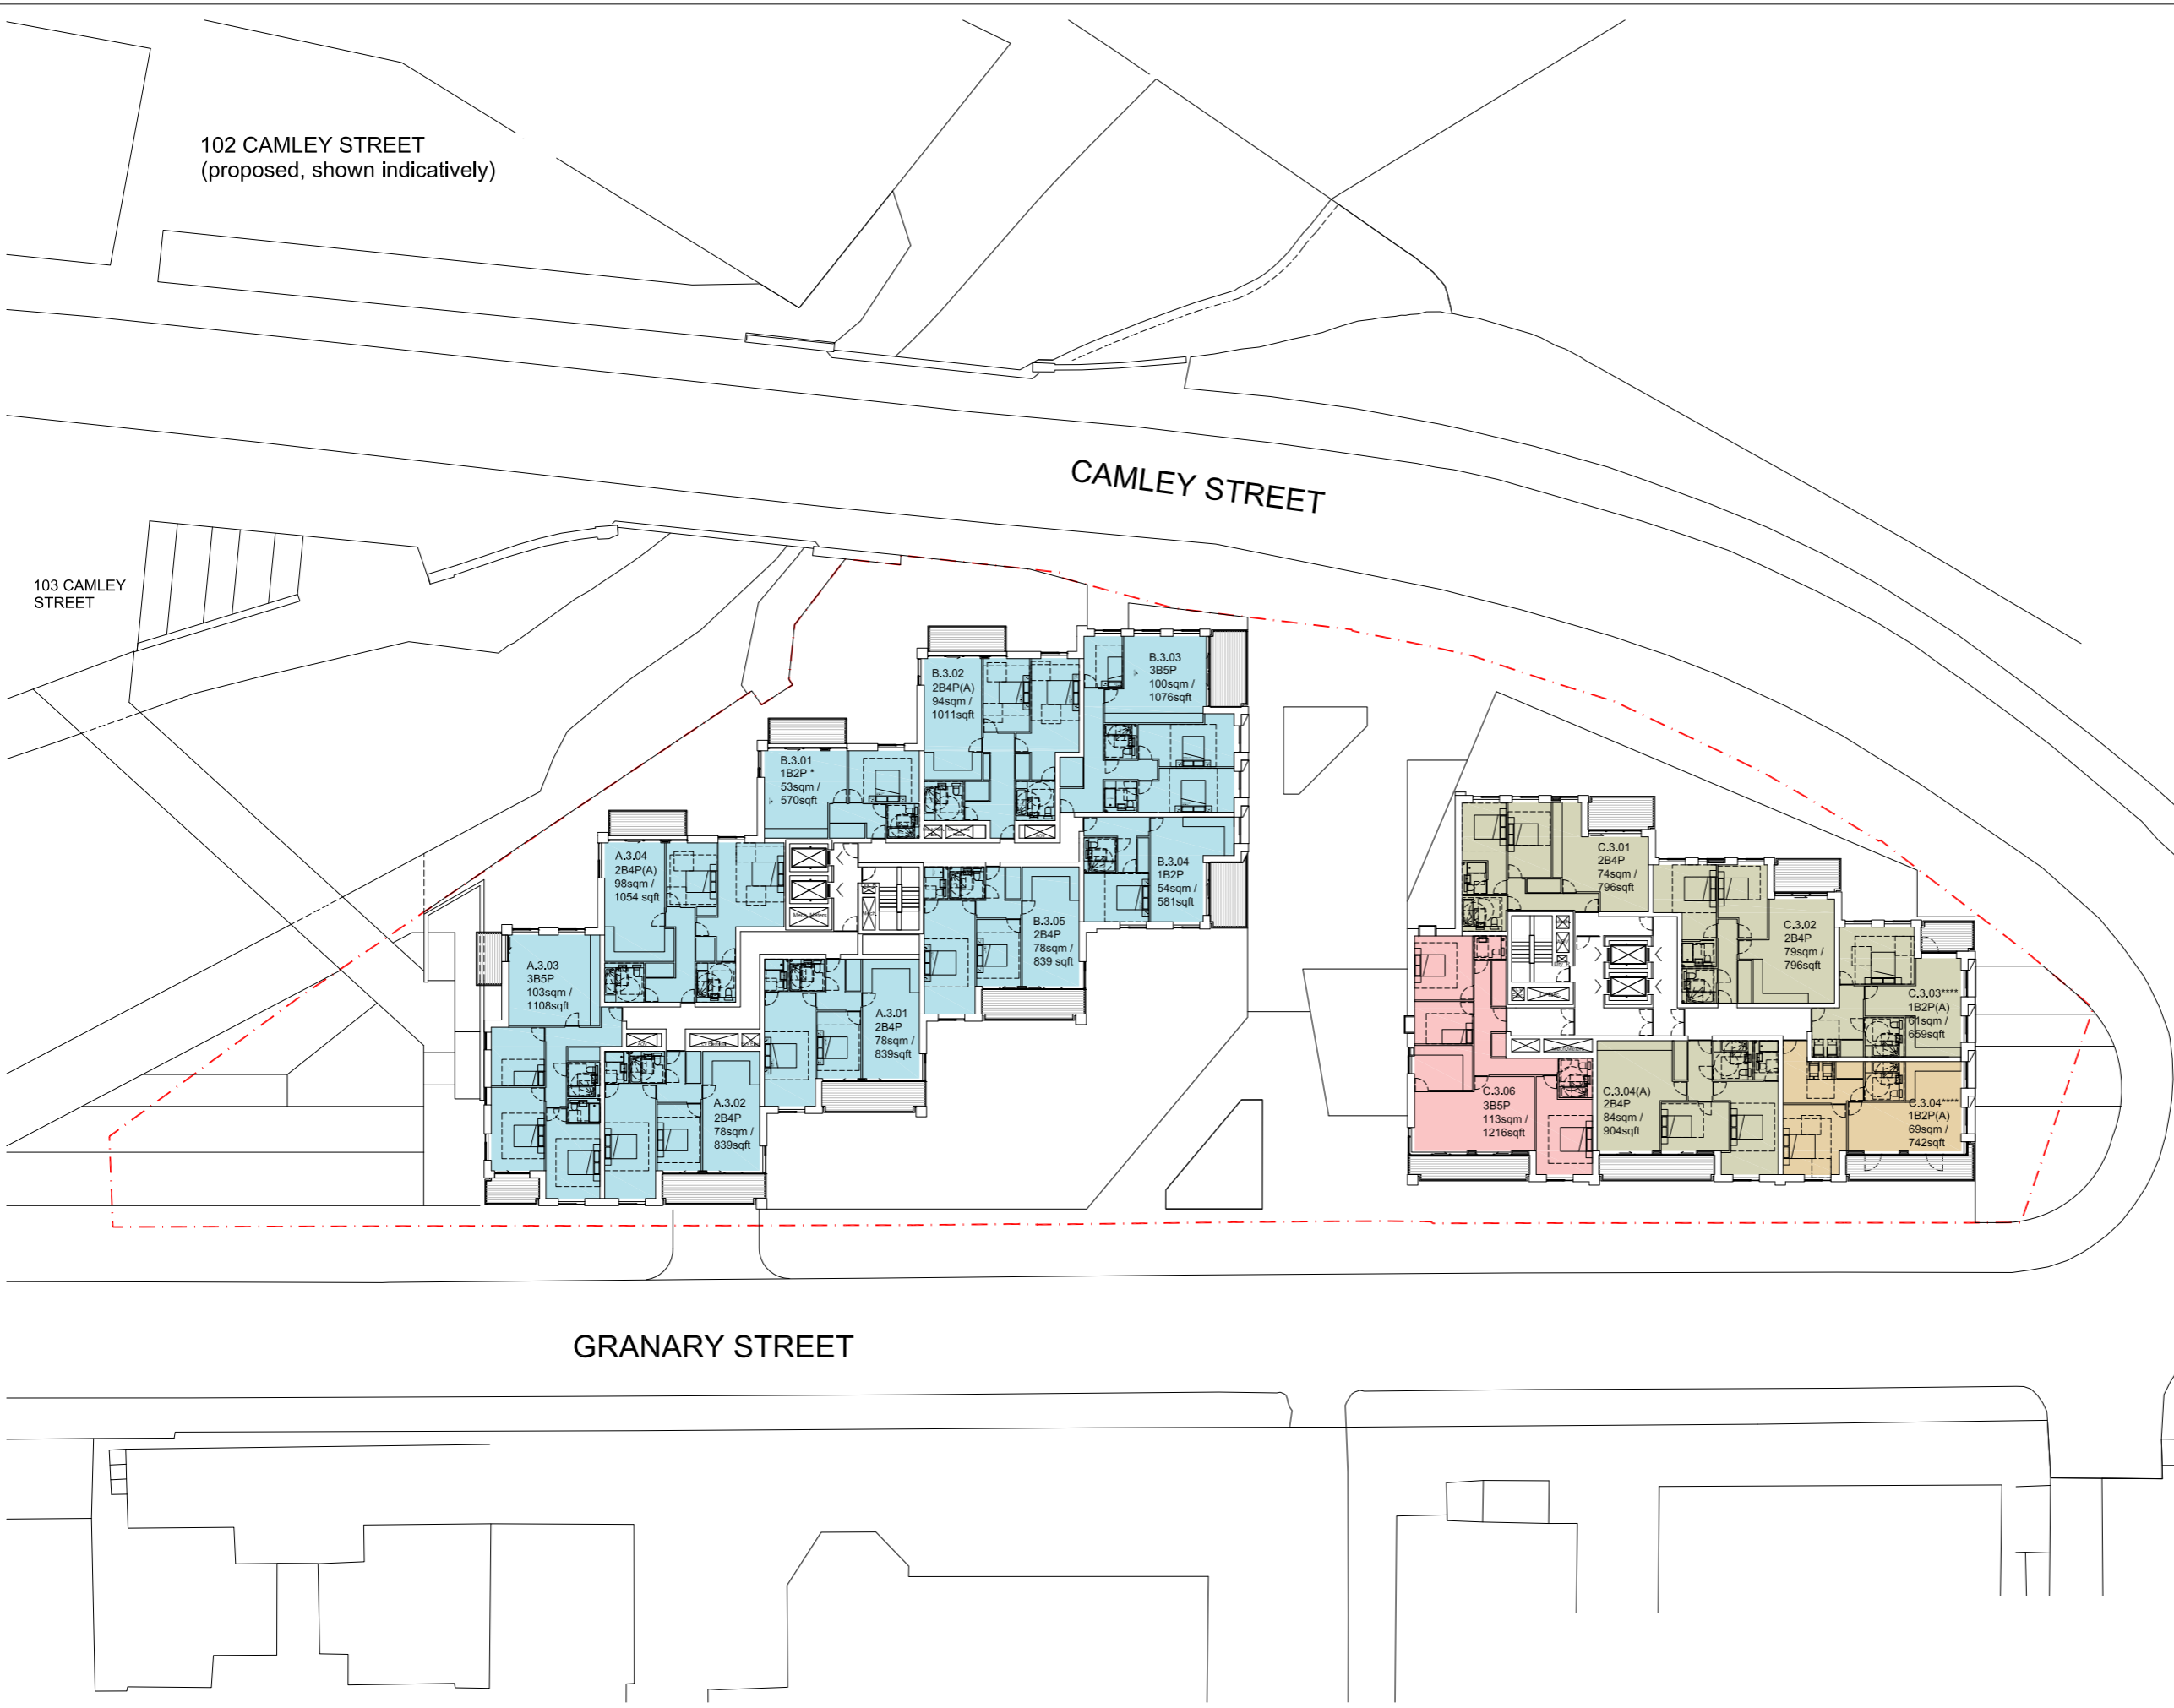 102 CAMLEY STREET
(proposed, shown indicatively)
CAMLEY STREET
103 CAMLEY
STREET
B.3.03
3B5P
100sqm /
1076sqft
B.3.02
2B4P(A)
94sqm /
1011sqft
B.3.01
1B2P *
53sqm /
570sqft
A.3.04
2B4P(A)
98sqm /
1054 sqft
B.3.04
1B2P
54sqm /
581sqft
B.3.05
2B4P
78sqm /
839 sqft
A.3.03
3B5P
103sqm /
1108sqft
A.3.01
2B4P
78sqm /
839sqft
A.3.02
2B4P
78sqm /
839sqft
C.3.01
2B4P
74sqm /
796sqft
C.3.02
2B4P
79sqm /
796sqft
C.3.03****
1B2P(A)
61sqm /
659sqft
C.3.06
3B5P
113sqm /
1216sqft
C.3.04(A)
2B4P
84sqm /
904sqft
C.3.04****
1B2P(A)
69sqm /
742sqft
GRANARY STREET